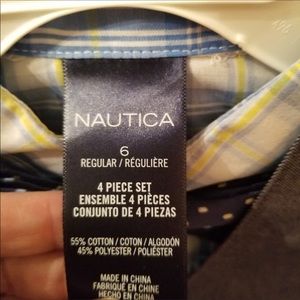 NAUTICA
6
REGULAR / RÉGULIÈRE
4 PIECE SET
ENSEMBLE 4 PIÈCES
CONJUNTO DE 4 PIEZAS
55% COTTON / COTON / ALGODÓN
45% POLYESTER / POLIÉSTER
MADE IN CHINA
FABRIQUÉ EN CHINE
HECHO EN CHINA